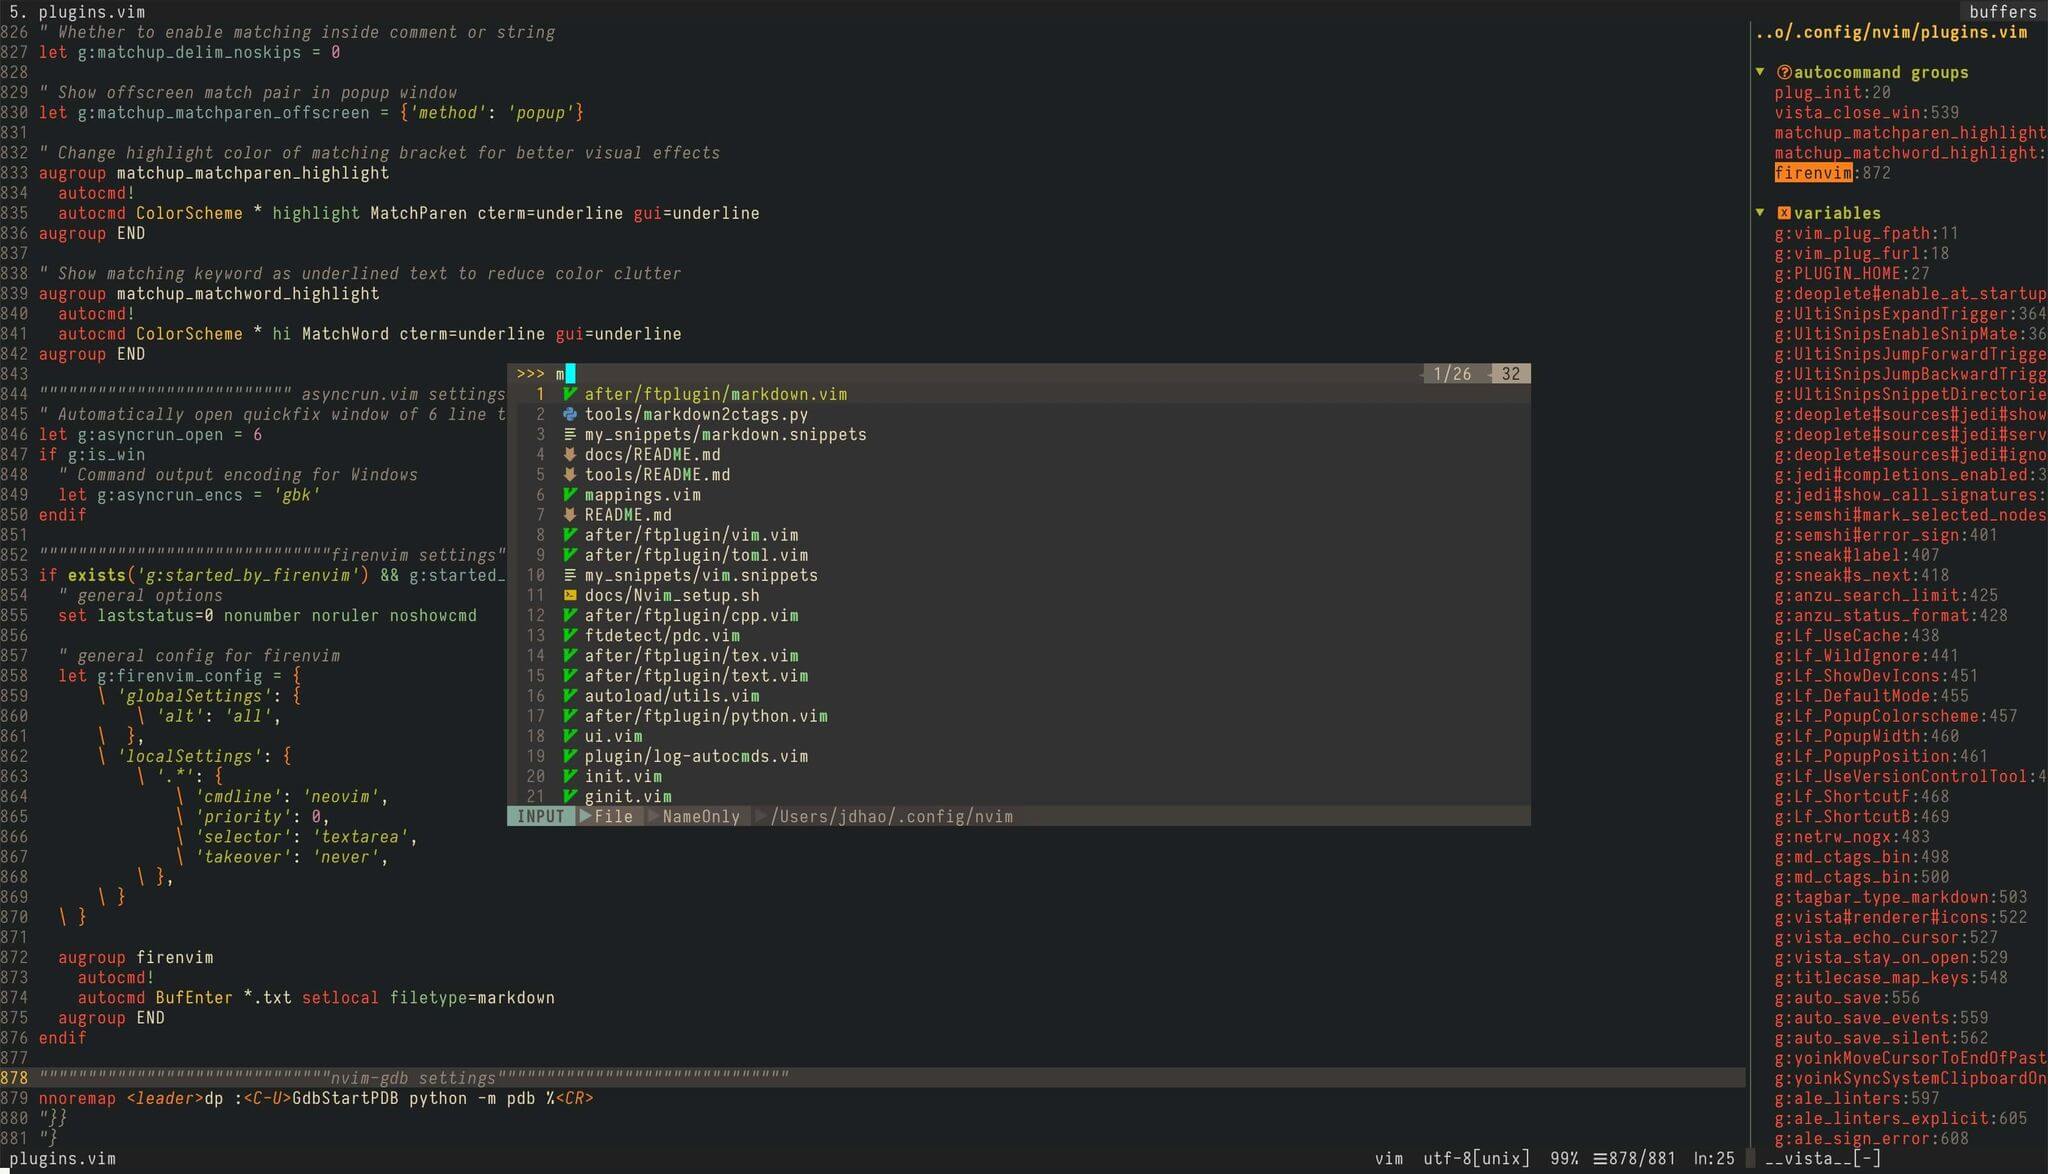 5. plugins.vim
buffers
826 " Whether to enable matching inside comment or string
827 let g:matchup_delim_noskips = 0
828
829 " Show offscreen match pair in popup window
830 let g:matchup_matchparen_offscreen = {'method': 'popup'}
831
832 " Change highlight color of matching bracket for better visual effects
833 augroup matchup_matchparen_highlight
834   autocmd!
835   autocmd ColorScheme * highlight MatchParen cterm=underline gui=underline
836 augroup END
837
838 " Show matching keyword as underlined text to reduce color clutter
839 augroup matchup_matchword_highlight
840   autocmd!
841   autocmd ColorScheme * hi MatchWord cterm=underline gui=underline
842 augroup END
843
844 """""""""""""""""""""""""" asyncrun.vim settings
845 " Automatically open quickfix window of 6 line t
846 let g:asyncrun_open = 6
847 if g:is_win
848   " Command output encoding for Windows
849   let g:asyncrun_encs = 'gbk'
850 endif
851
852 """"""""""""""""""""""""""""""firenvim settings"
853 if exists('g:started_by_firenvim') && g:started_
854   " general options
855   set laststatus=0 nonumber noruler noshowcmd
856
857   " general config for firenvim
858   let g:firenvim_config = {
859       \ 'globalSettings': {
860           \ 'alt': 'all',
861       \  },
862       \ 'localSettings': {
863           \ '.*': {
864               \ 'cmdline': 'neovim',
865               \ 'priority': 0,
866               \ 'selector': 'textarea',
867               \ 'takeover': 'never',
868           \ },
869       \ }
870   \ }
871
872   augroup firenvim
873     autocmd!
874     autocmd BufEnter *.txt setlocal filetype=markdown
875   augroup END
876 endif
877
878 """"""""""""""""""""""""""""""nvim-gdb settings""""""""""""""""""""""""""""""
879 nnoremap <leader>dp :<C-U>GdbStartPDB python -m pdb %<CR>
880 "}}
881 "}
>>> m
1/26
32
1 after/ftplugin/markdown.vim
2 tools/markdown2ctags.py
3 my_snippets/markdown.snippets
4 docs/README.md
5 tools/README.md
6 mappings.vim
7 README.md
8 after/ftplugin/vim.vim
9 after/ftplugin/toml.vim
10 my_snippets/vim.snippets
11 docs/Nvim_setup.sh
12 after/ftplugin/cpp.vim
13 ftdetect/pdc.vim
14 after/ftplugin/tex.vim
15 after/ftplugin/text.vim
16 autoload/utils.vim
17 after/ftplugin/python.vim
18 ui.vim
19 plugin/log-autocmds.vim
20 init.vim
21 ginit.vim
INPUT File NameOnly /Users/jdhao/.config/nvim
..o/.config/nvim/plugins.vim
autocommand groups
plug_init:20
vista_close_win:539
matchup_matchparen_highlight
matchup_matchword_highlight:
firenvim:872
variables
g:vim_plug_fpath:11
g:vim_plug_furl:18
g:PLUGIN_HOME:27
g:deoplete#enable_at_startup
g:UltiSnipsExpandTrigger:364
g:UltiSnipsEnableSnipMate:36
g:UltiSnipsJumpForwardTrigge
g:UltiSnipsJumpBackwardTrigg
g:UltiSnipsSnippetDirectorie
g:deoplete#sources#jedi#show
g:deoplete#sources#jedi#serv
g:deoplete#sources#jedi#igno
g:jedi#completions_enabled:3
g:jedi#show_call_signatures:
g:semshi#mark_selected_nodes
g:semshi#error_sign:401
g:sneak#label:407
g:sneak#s_next:418
g:anzu_search_limit:425
g:anzu_status_format:428
g:Lf_UseCache:438
g:Lf_WildIgnore:441
g:Lf_ShowDevIcons:451
g:Lf_DefaultMode:455
g:Lf_PopupColorscheme:457
g:Lf_PopupWidth:460
g:Lf_PopupPosition:461
g:Lf_UseVersionControlTool:4
g:Lf_ShortcutF:468
g:Lf_ShortcutB:469
g:netrw_nogx:483
g:md_ctags_bin:498
g:md_ctags_bin:500
g:tagbar_type_markdown:503
g:vista#renderer#icons:522
g:vista_echo_cursor:527
g:vista_stay_on_open:529
g:titlecase_map_keys:548
g:auto_save:556
g:auto_save_events:559
g:auto_save_silent:562
g:yoinkMoveCursorToEndOfPast
g:yoinkSyncSystemClipboardOn
g:ale_linters:597
g:ale_linters_explicit:605
g:ale_sign_error:608
plugins.vim
vim utf-8[unix] 99% ☰878/881 ln:25
__vista__[-]